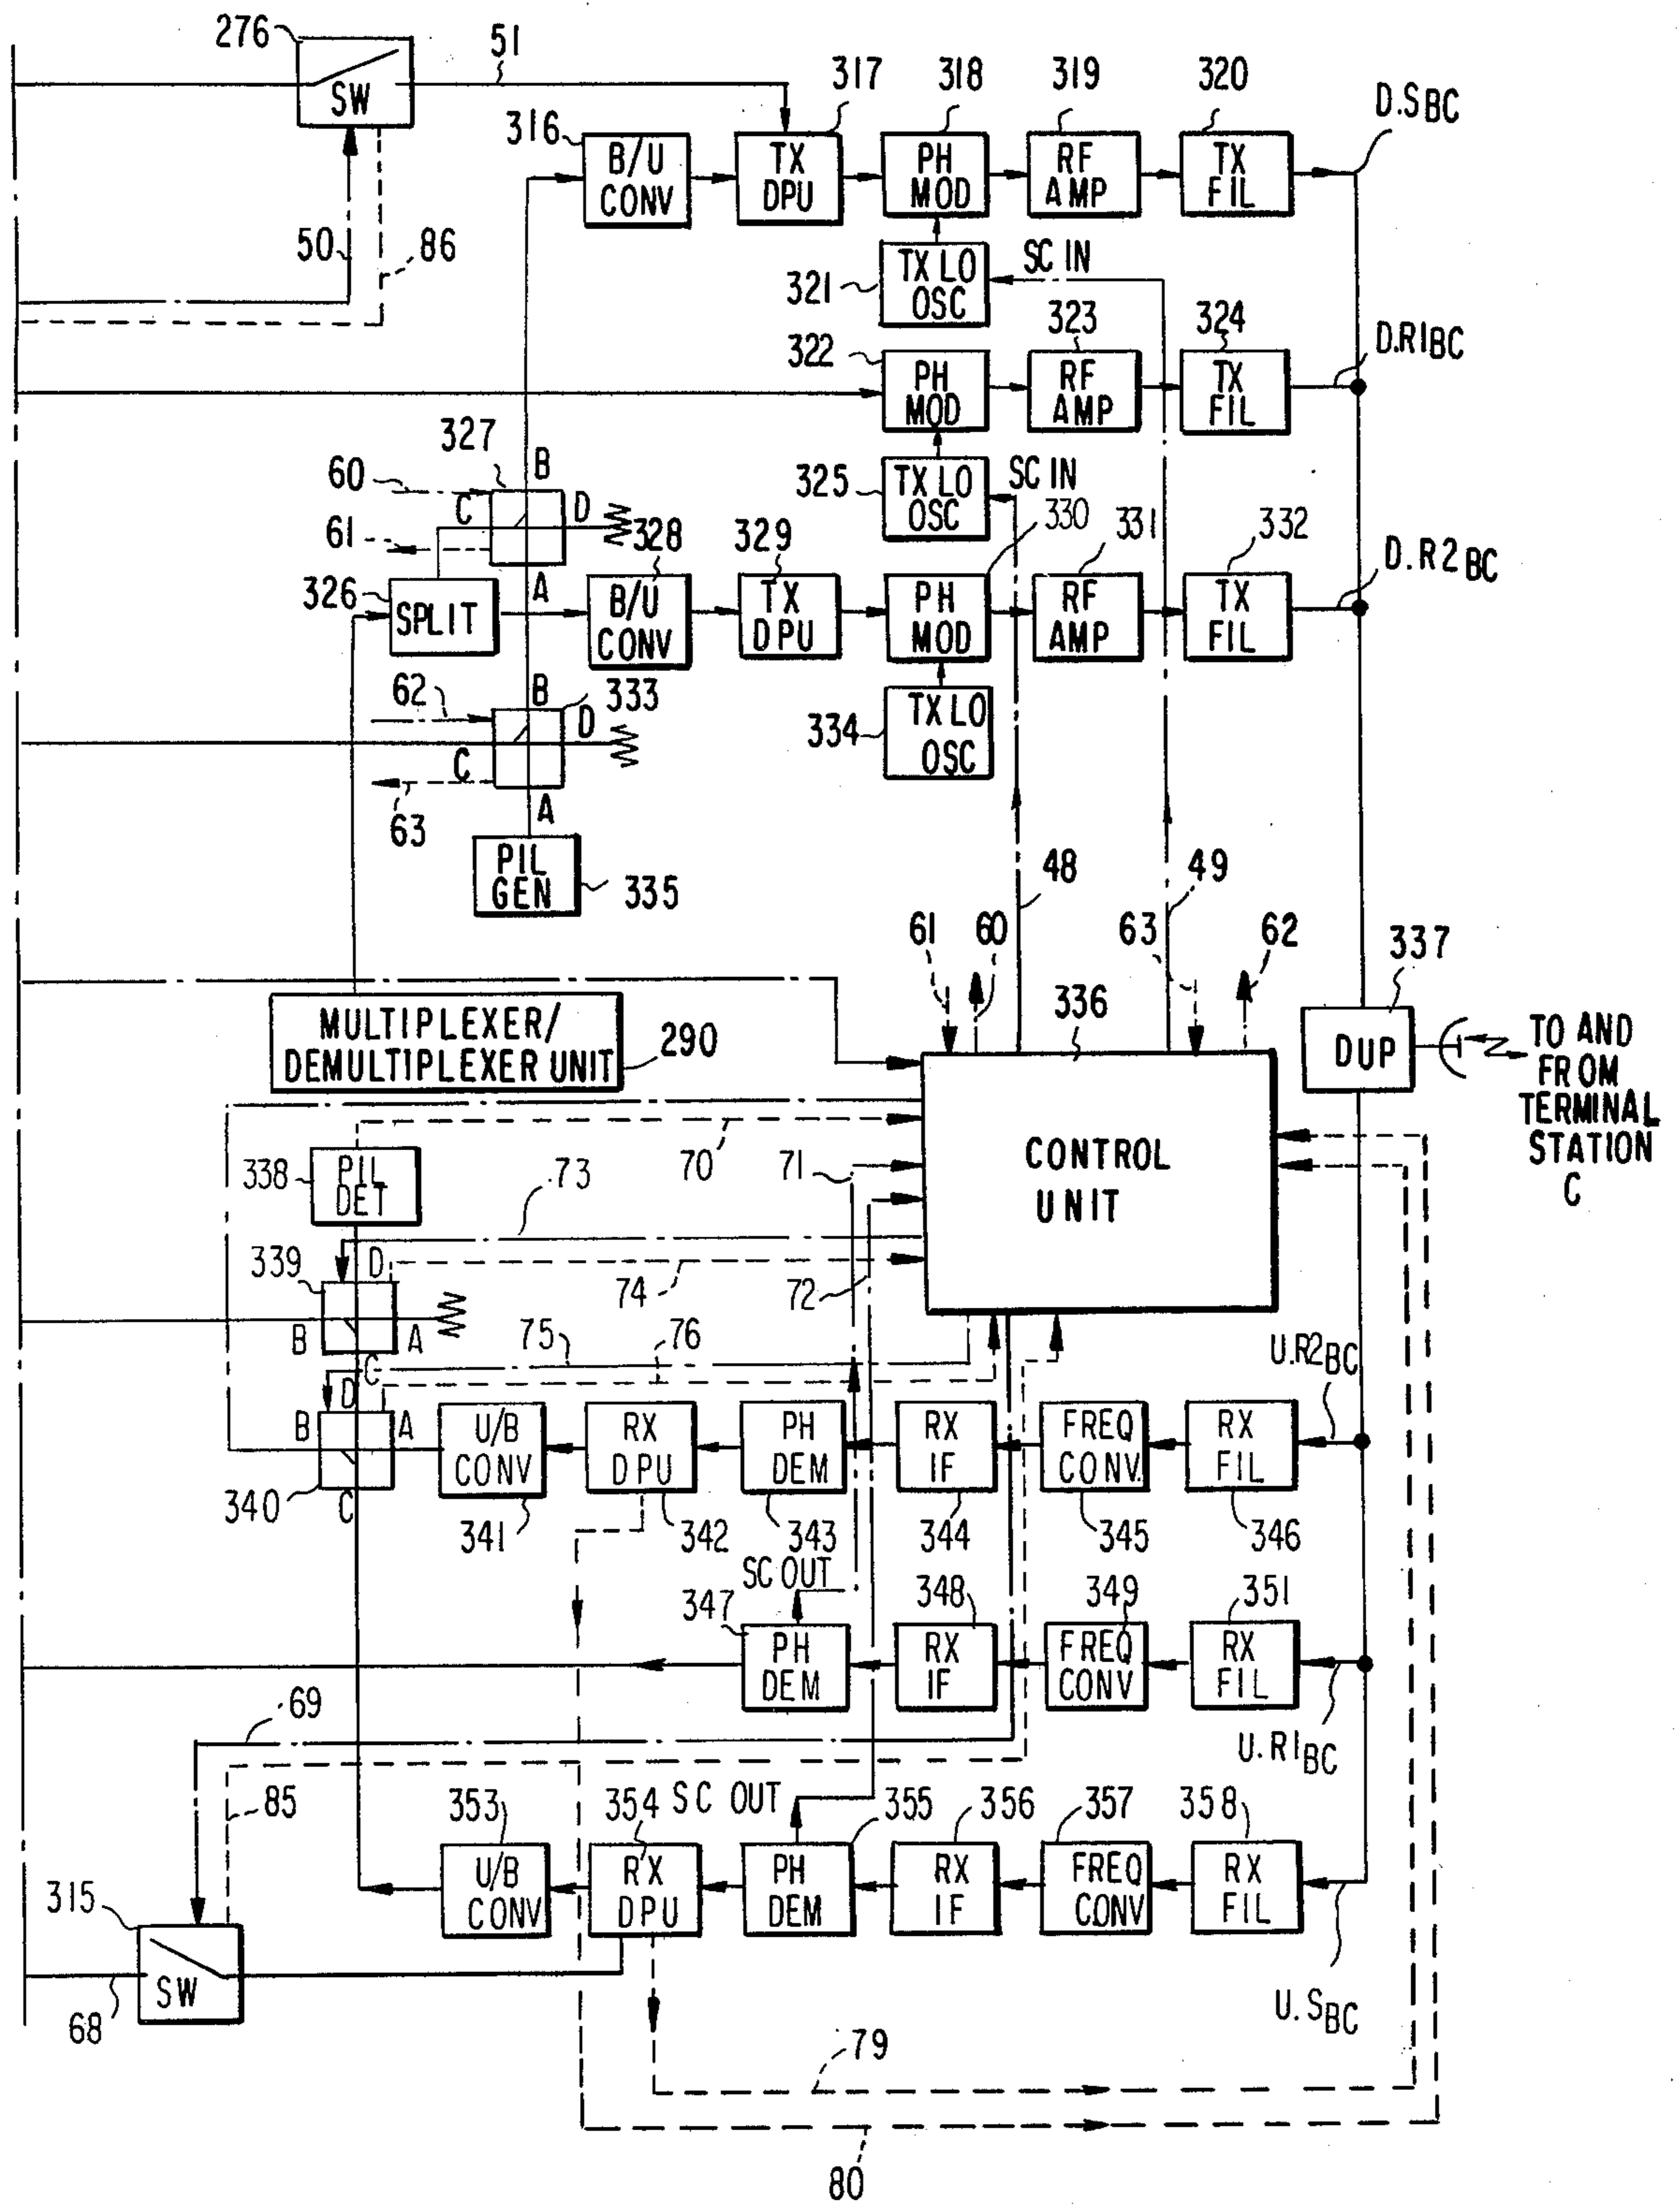 276
51
SW
316
317
318
319
320
D.SBC
B/U CONV
TX DPU
PH MOD
RF AMP
TX FIL
50
86
321
TX LO OSC
SC IN
322
323
324
D.R1BC
PH MOD
RF AMP
TX FIL
327
B
60
C
D
61
325
TX LO OSC
SC IN
330
328
329
331
332
D.R2BC
326
SPLIT
A
B/U CONV
TX DPU
PH MOD
RF AMP
TX FIL
62
B
333
D
C
63
A
334
TX LO OSC
PIL GEN
335
48
49
61
60
63
62
337
336
MULTIPLEXER/
DEMULTIPLEXER UNIT
290
DUP
TO AND
FROM
TERMINAL
STATION
C
CONTROL
UNIT
338
PIL DET
70
71
73
339
D
74
72
B
A
C
75
76
U.R2BC
D
B
A
340
C
U/B CONV
RX DPU
PH DEM
RX IF
FREQ CONV.
RX FIL
341
342
343
344
345
346
SC OUT
347
348
349
351
PH DEM
RX IF
FREQ CONV
RX FIL
69
U.R1BC
85
353
354
SC OUT
355
356
357
358
U/B CONV
RX DPU
PH DEM
RX IF
FREQ CONV
RX FIL
315
SW
68
U.SBC
79
80